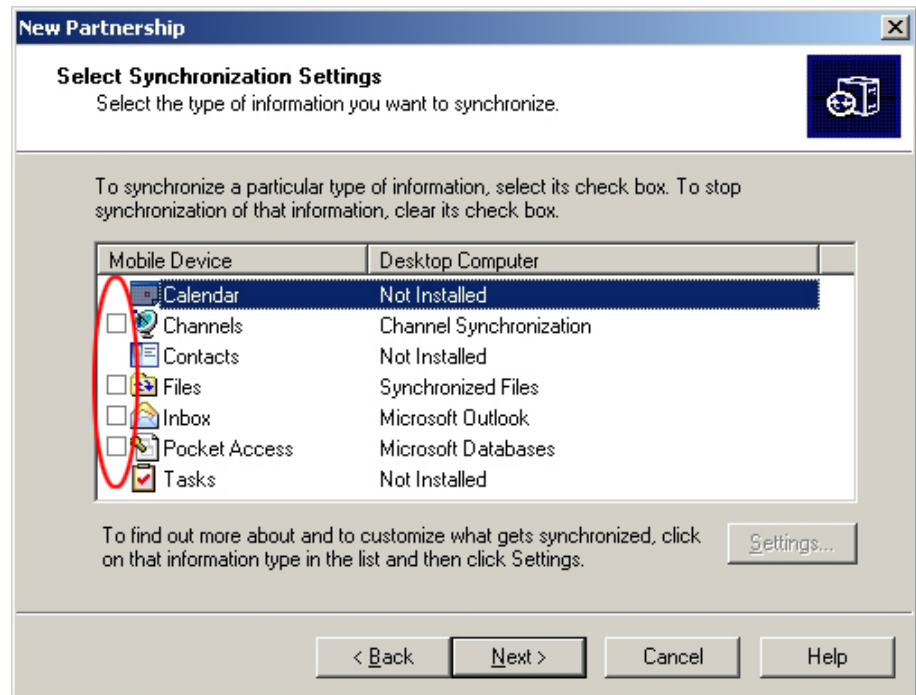 New Partnership
Select Synchronization Settings
Select the type of information you want to synchronize.
To synchronize a particular type of information, select its check box. To stop
synchronization of that information, clear its check box.
Mobile Device Desktop Computer
Calendar Not Installed
Channels Channel Synchronization
Contacts Not Installed
Files Synchronized Files
Inbox Microsoft Outlook
Pocket Access Microsoft Databases
Tasks Not Installed
To find out more about and to customize what gets synchronized, click
on that information type in the list and then click Settings.
Settings...
< Back Next > Cancel Help